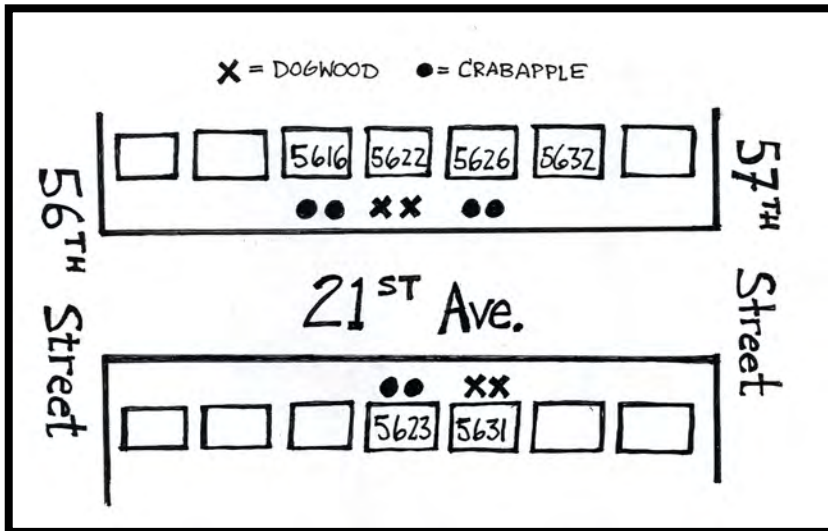 X = DOGWOOD ● = CRABAPPLE
5616 5622 5626 5632
56TH Street
57TH Street
21ST Ave.
5623 5631